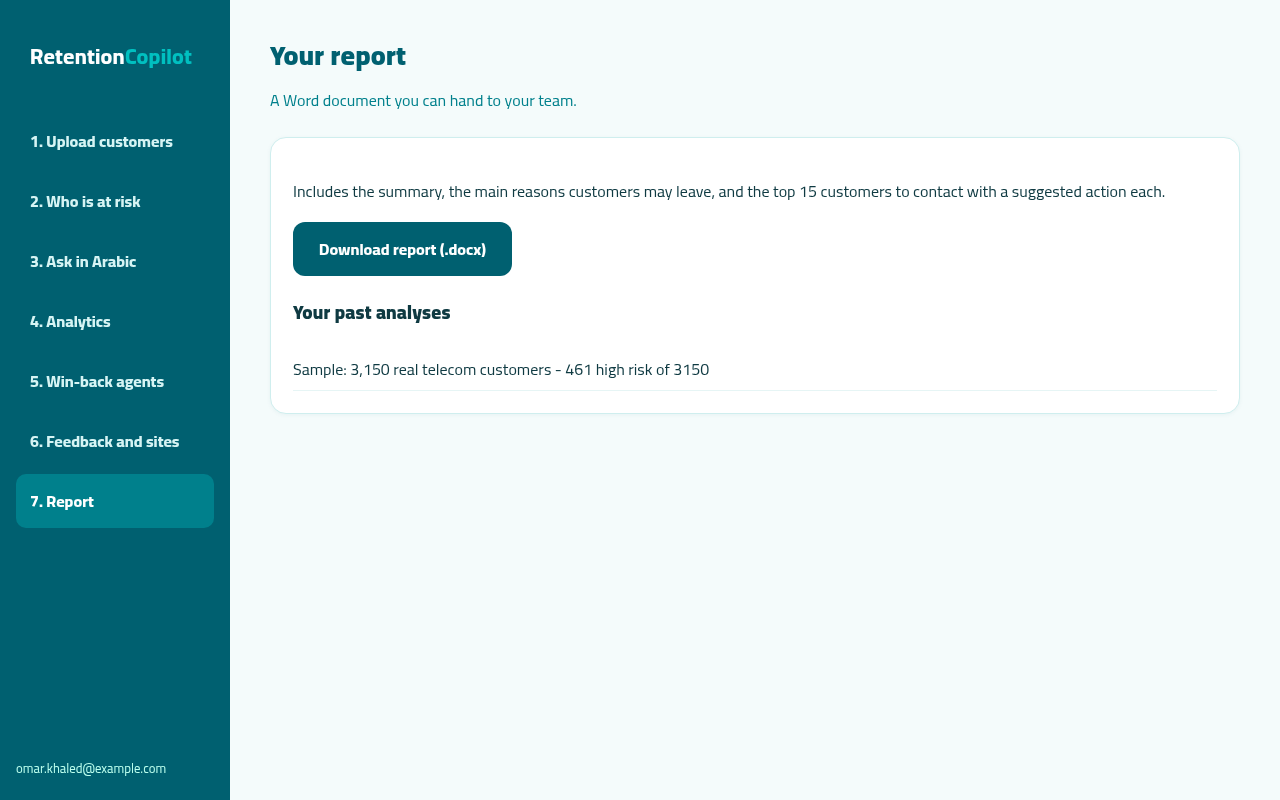 RetentionCopilot
1. Upload customers
2. Who is at risk
3. Ask in Arabic
4. Analytics
5. Win-back agents
6. Feedback and sites
7. Report
omar.khaled@example.com
Your report
A Word document you can hand to your team.
Includes the summary, the main reasons customers may leave, and the top 15 customers to contact with a suggested action each.
Download report (.docx)
Your past analyses
Sample: 3,150 real telecom customers - 461 high risk of 3150